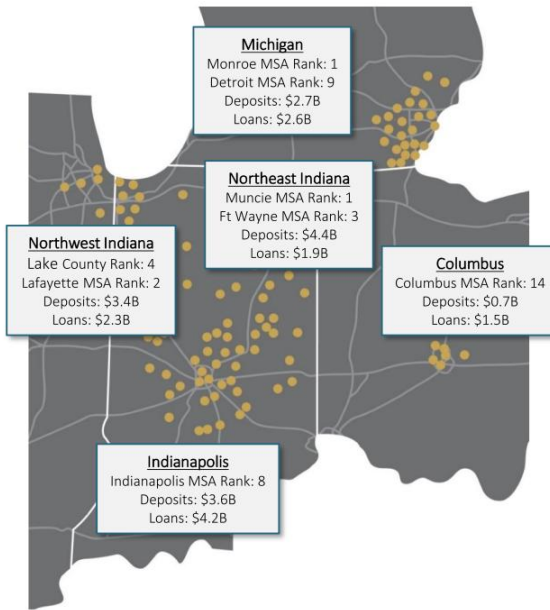 Michigan
Monroe MSA Rank: 1
Detroit MSA Rank: 9
Deposits: $2.7B
Loans: $2.6B
Northeast Indiana
Muncie MSA Rank: 1
Ft Wayne MSA Rank: 3
Deposits: $4.4B
Loans: $1.9B
Northwest Indiana
Lake County Rank: 4
Lafayette MSA Rank: 2
Deposits: $3.4B
Loans: $2.3B
Columbus
Columbus MSA Rank: 14
Deposits: $0.7B
Loans: $1.5B
Indianapolis
Indianapolis MSA Rank: 8
Deposits: $3.6B
Loans: $4.2B